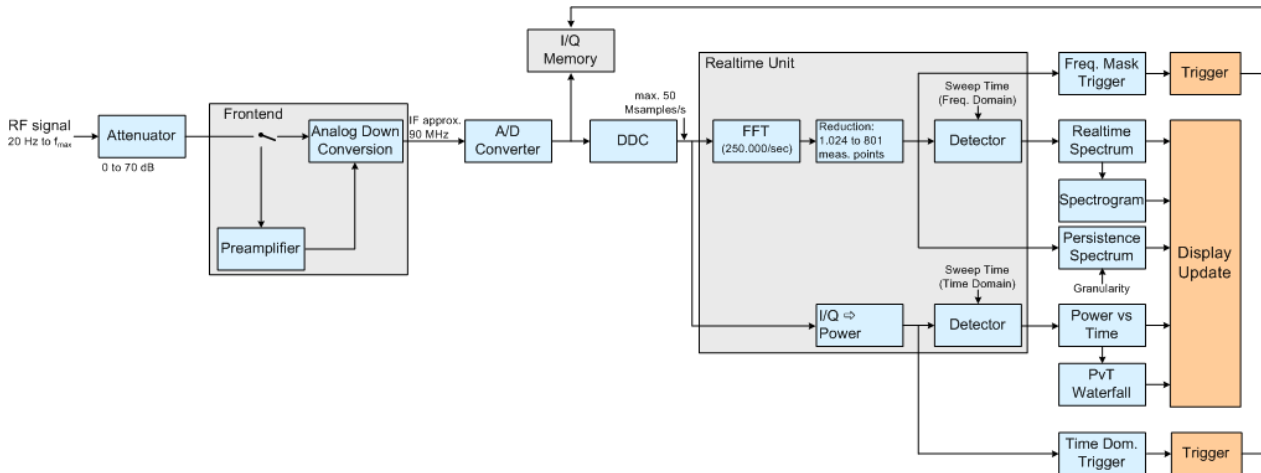 I/Q
Memory
Realtime Unit
Freq. Mask
Trigger
Trigger
max. 50
Msamples/s
Sweep Time
(Freq. Domain)
RF signal
20 Hz to fmax
Attenuator
0 to 70 dB
Frontend
Analog Down
Conversion
IF approx.
90 MHz
A/D
Converter
DDC
FFT
(250.000/sec)
Reduction:
1.024 to 801
meas. points
Detector
Realtime
Spectrum
Spectrogram
Preamplifier
Persistence
Spectrum
Granularity
Display
Update
Sweep Time
(Time Domain)
I/Q ⇨
Power
Detector
Power vs
Time
PvT
Waterfall
Time Dom.
Trigger
Trigger